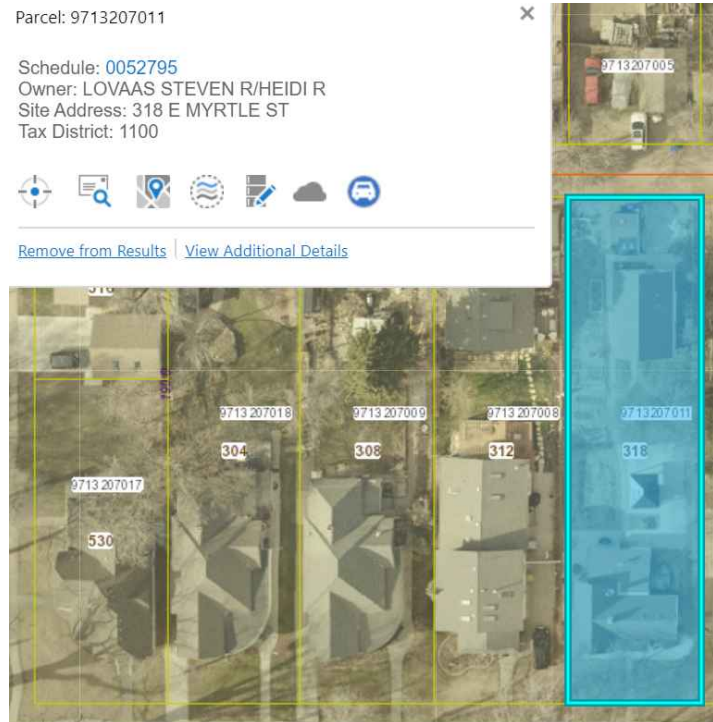 Parcel: 9713207011
Schedule: 0052795
Owner: LOVAAS STEVEN R/HEIDI R
Site Address: 318 E MYRTLE ST
Tax District: 1100
Remove from Results
View Additional Details
9713207005
9713207018
9713207009
9713207008
9713207011
304
308
312
318
9713207017
530